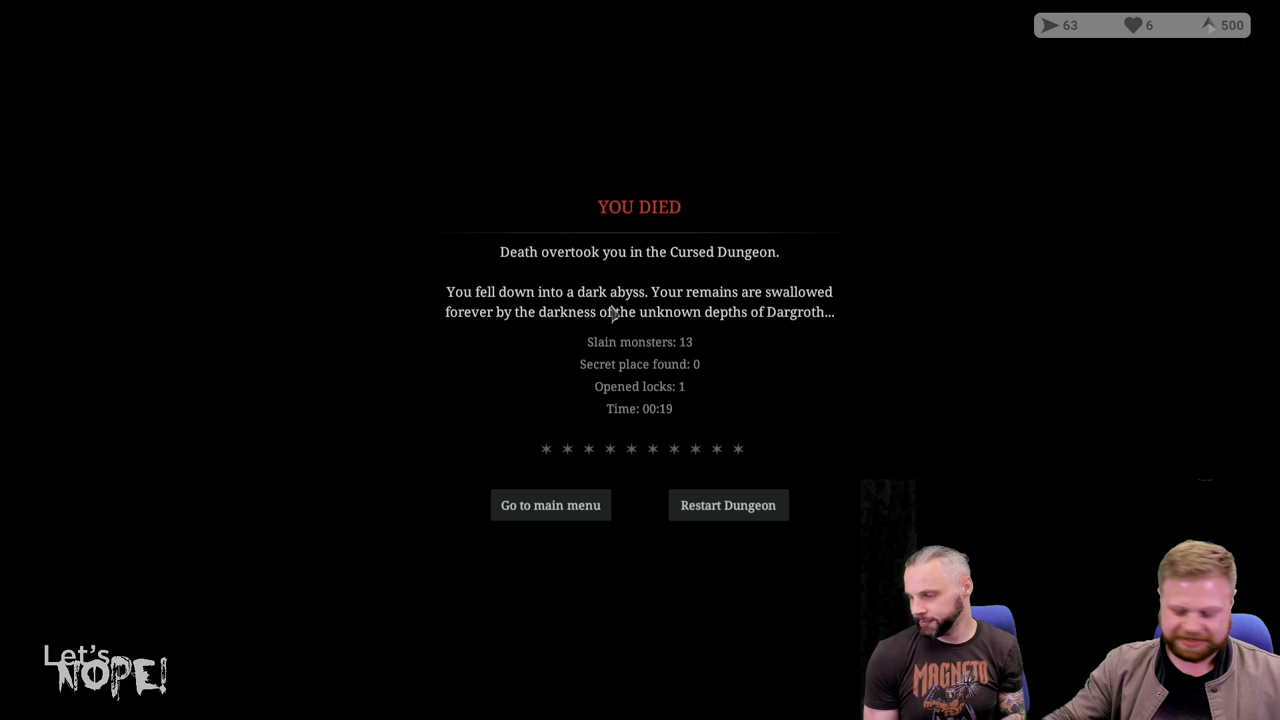 63 6 500
YOU DIED
Death overtook you in the Cursed Dungeon.
You fell down into a dark abyss. Your remains are swallowed
forever by the darkness of the unknown depths of Dargroth...
Slain monsters: 13
Secret place found: 0
Opened locks: 1
Time: 00:19
Go to main menu Restart Dungeon
MAGNETO
Let's
NOPE!